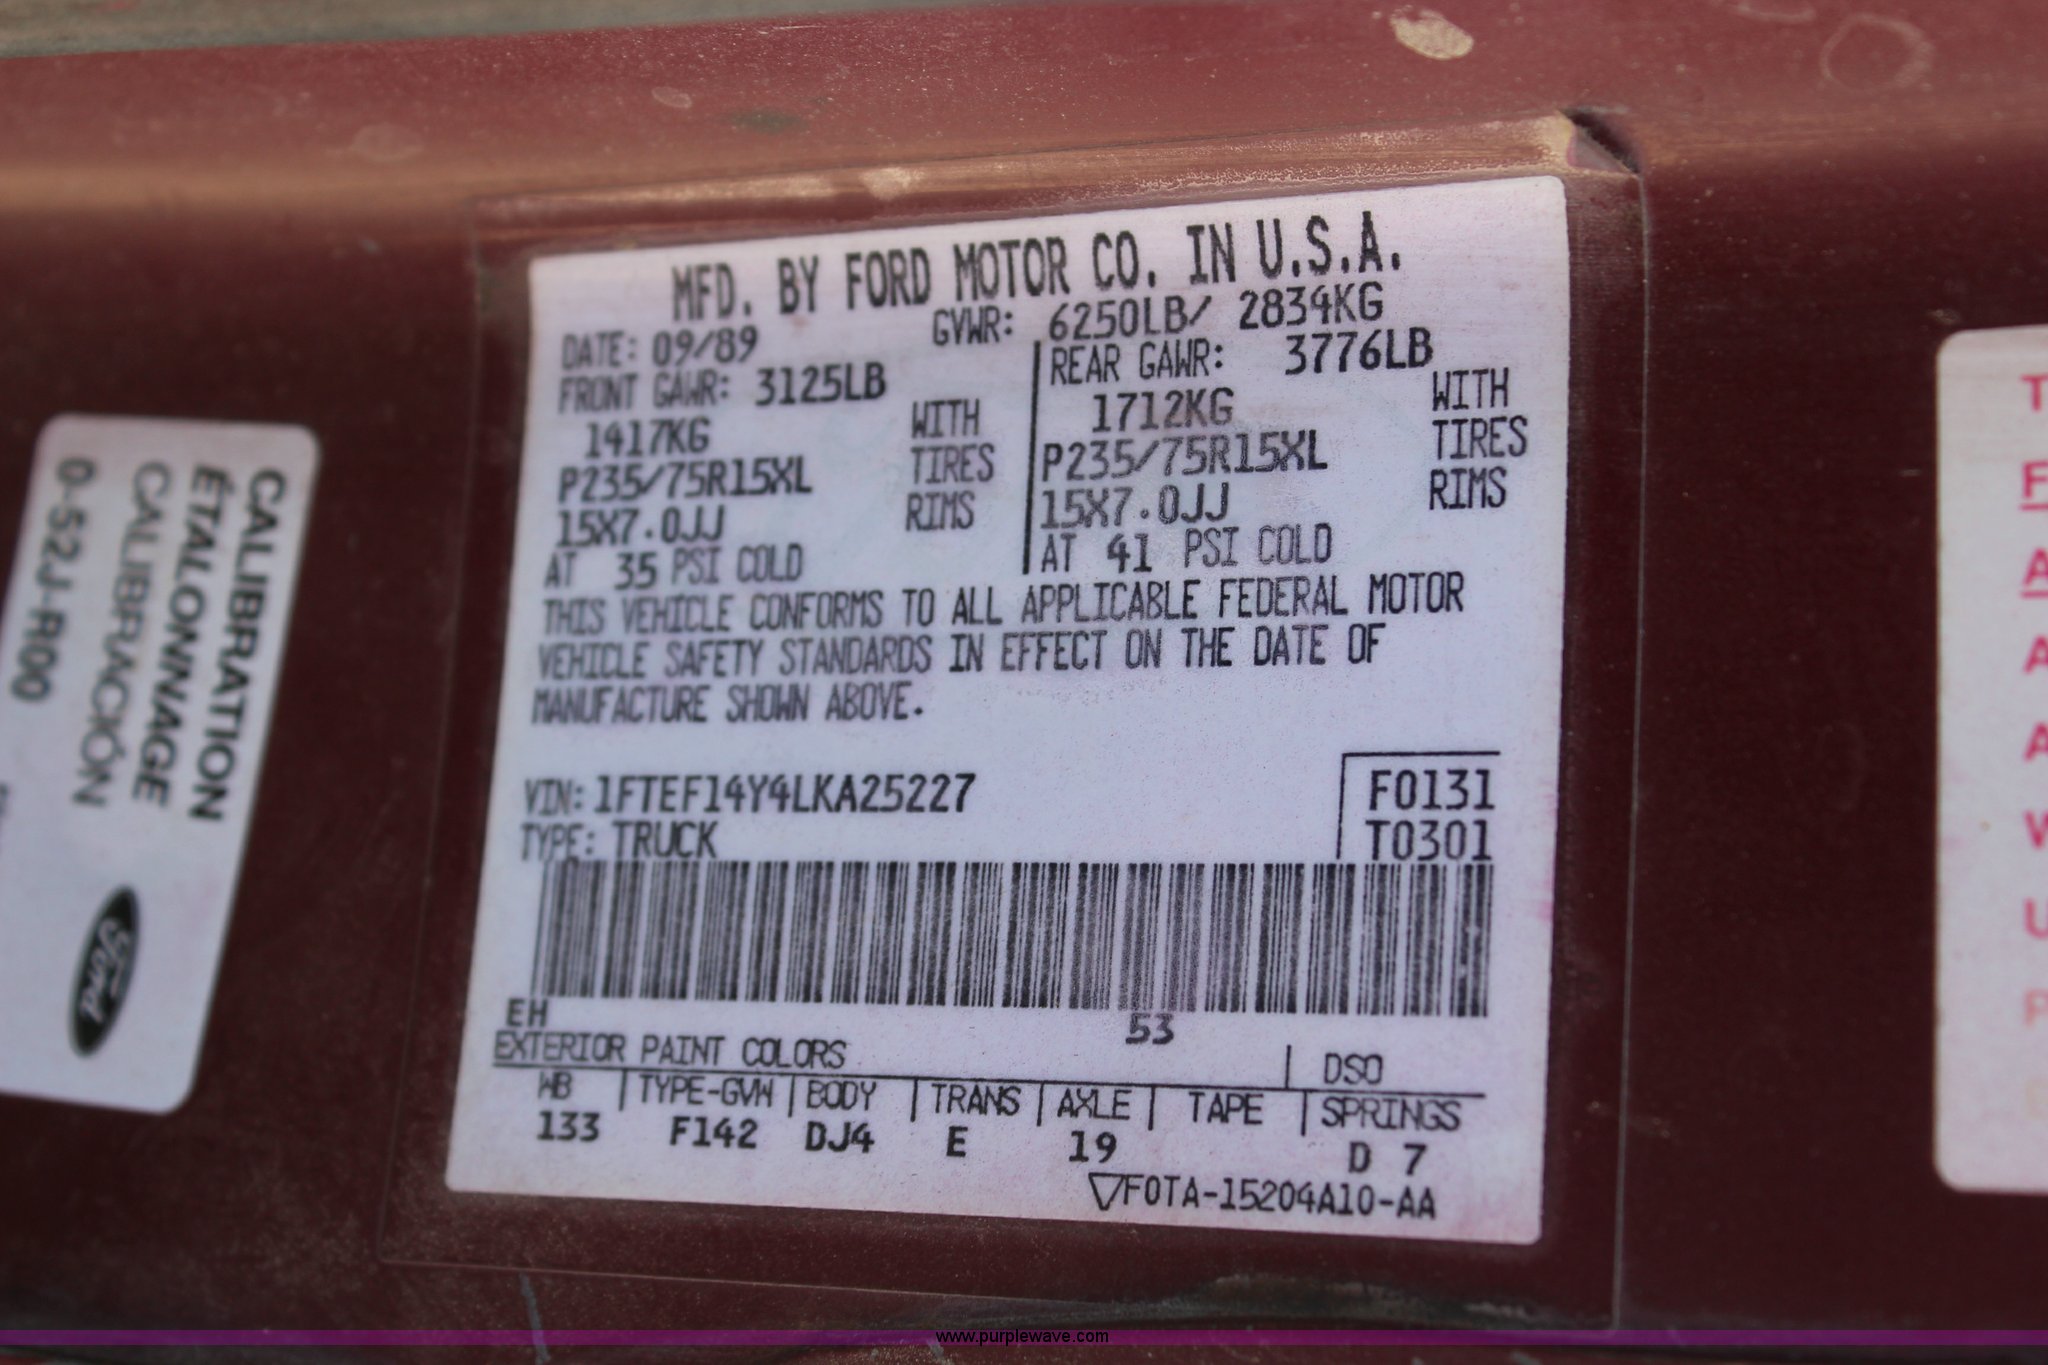 MFD. BY FORD MOTOR CO. IN U.S.A.
DATE: 09/89 GVWR: 6250LB/ 2834KG
FRONT GAWR: 3125LB REAR GAWR: 3776LB
1417KG WITH 1712KG WITH
P235/75R15XL TIRES P235/75R15XL TIRES
15X7.0JJ RIMS 15X7.0JJ RIMS
AT 35 PSI COLD AT 41 PSI COLD
THIS VEHICLE CONFORMS TO ALL APPLICABLE FEDERAL MOTOR
VEHICLE SAFETY STANDARDS IN EFFECT ON THE DATE OF
MANUFACTURE SHOWN ABOVE.
VIN: 1FTEF14Y4LKA25227 F0131
TYPE: TRUCK T0301
EH 53
EXTERIOR PAINT COLORS DSO
WB TYPE-GVW BODY TRANS AXLE TAPE SPRINGS
133 F142 DJ4 E 19 D 7
F0TA-15204A10-AA
CALIBRATION
ÉTALONNAGE
CALIBRACIÓN
0-52J-R00
Ford
T
F
A
A
A
W
U
P
www.purplewave.com